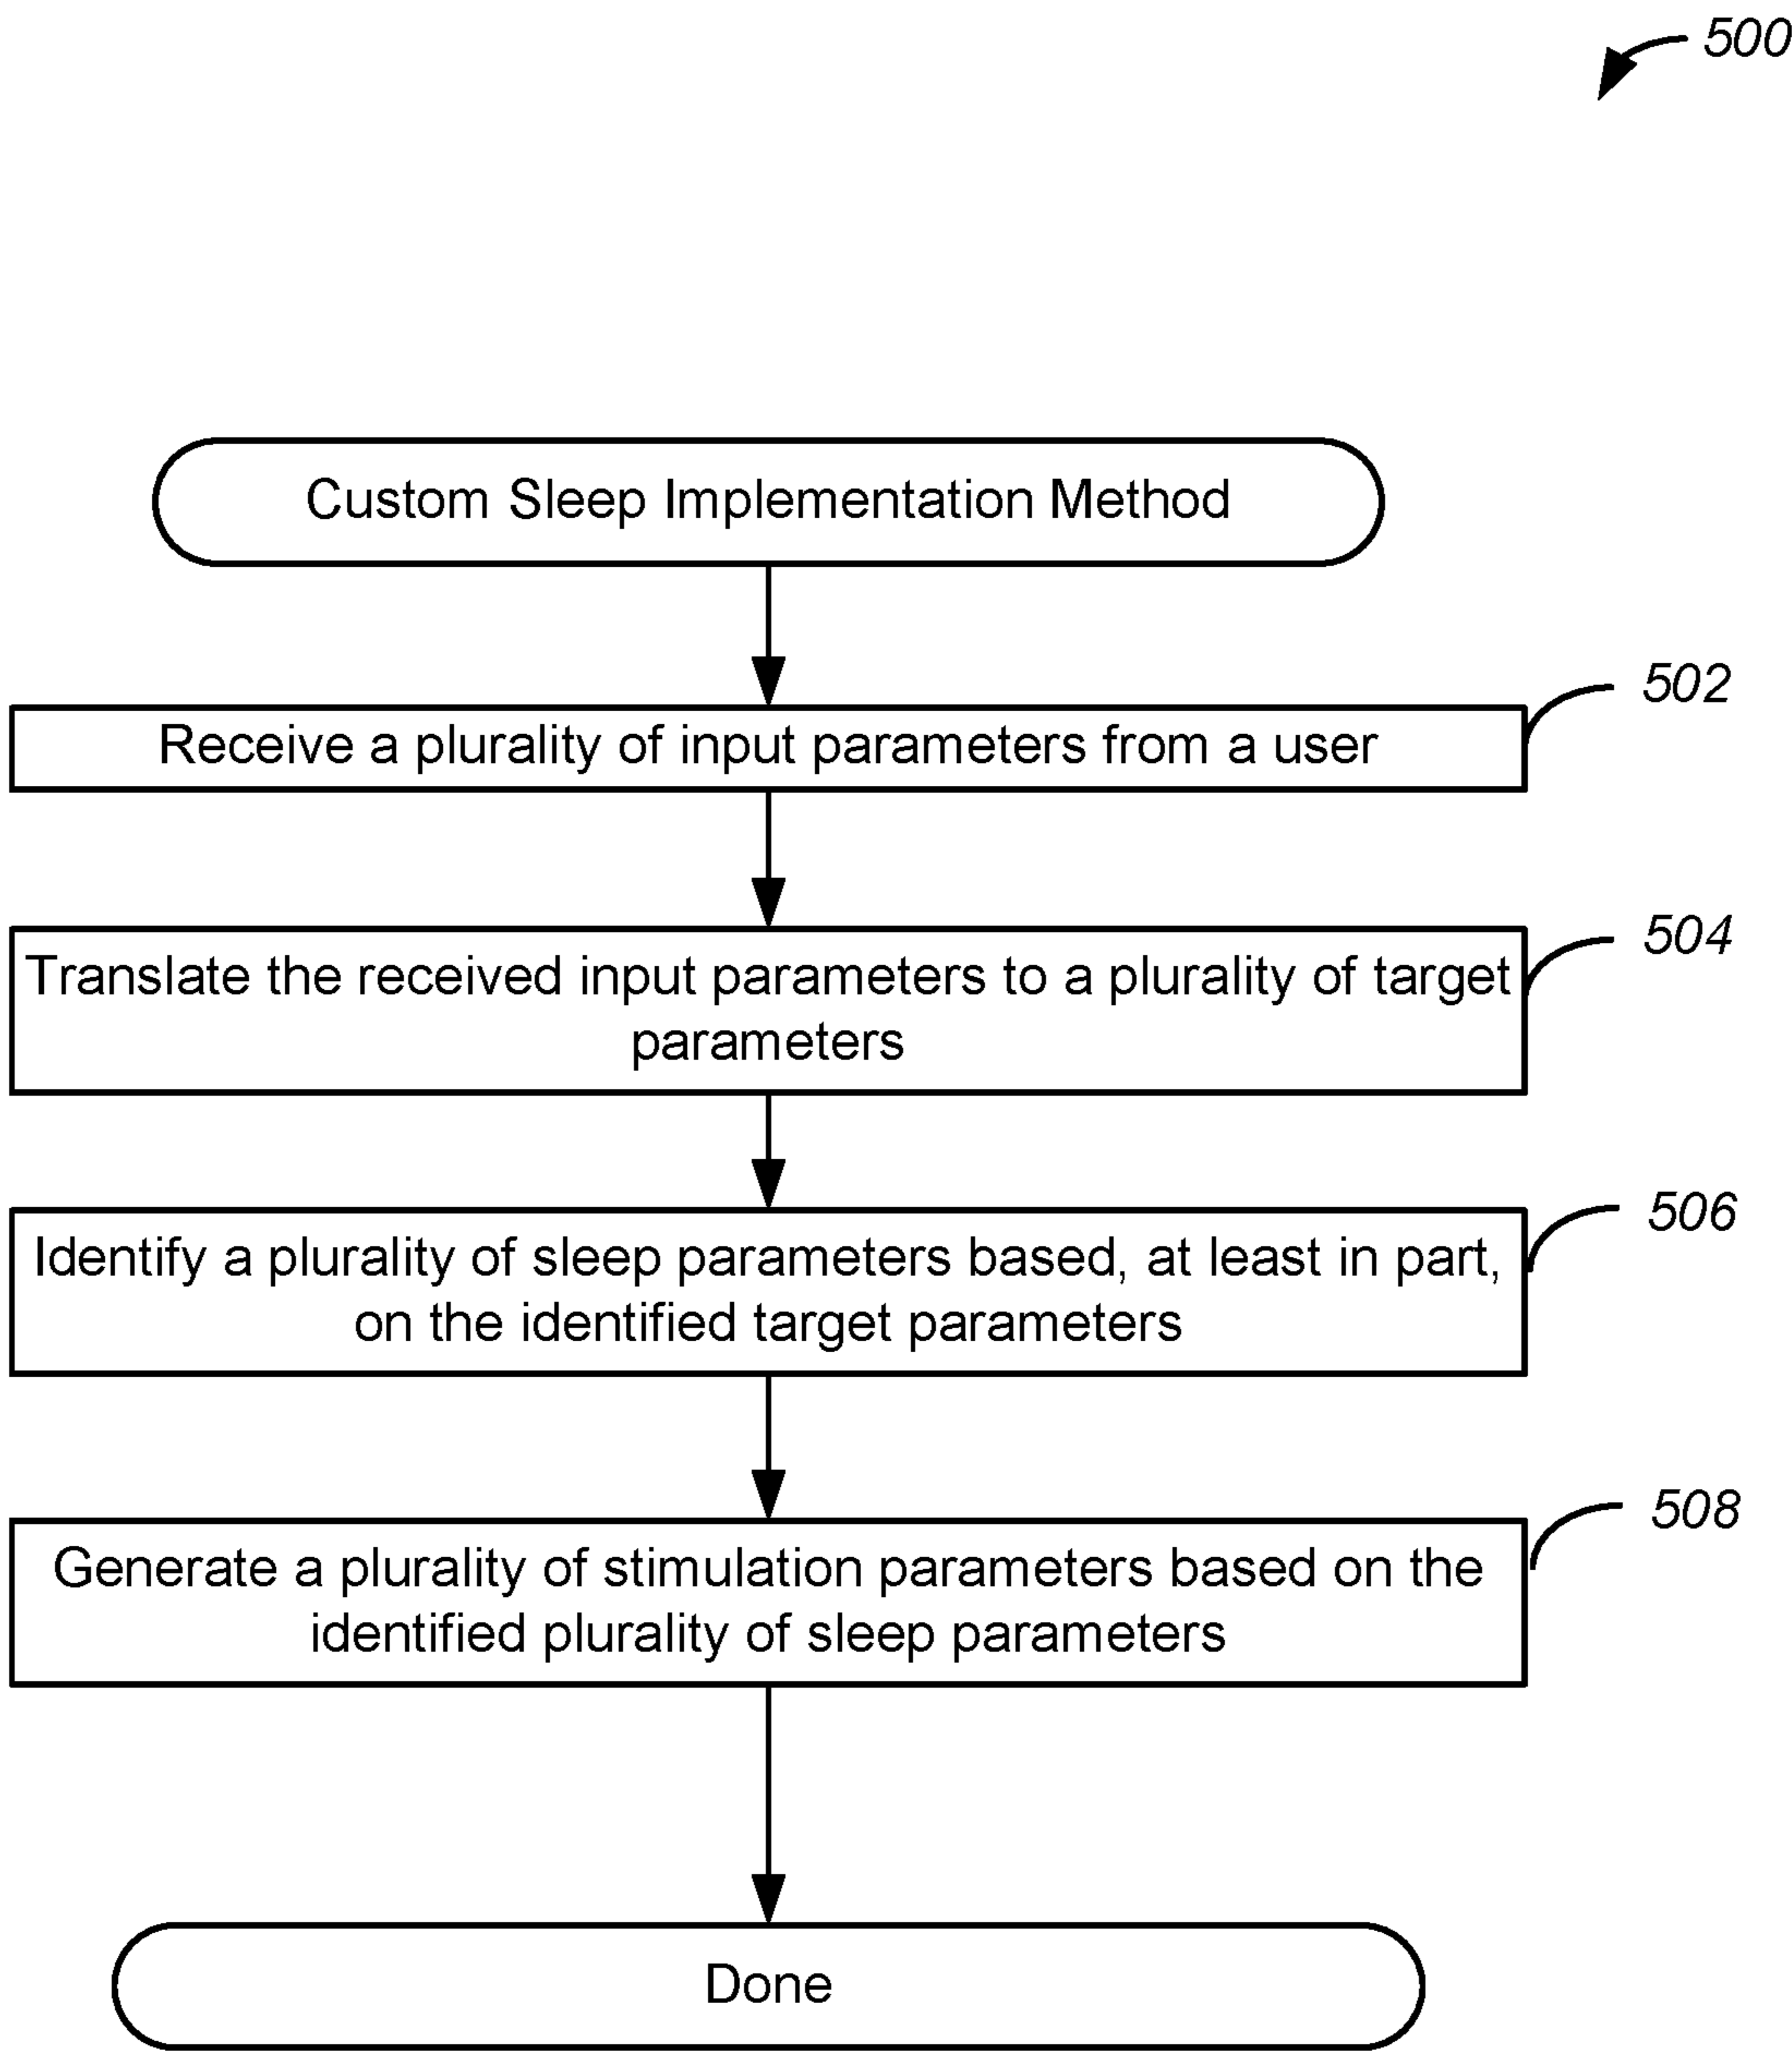 500
Custom Sleep Implementation Method
502
Receive a plurality of input parameters from a user
504
Translate the received input parameters to a plurality of target
parameters
506
Identify a plurality of sleep parameters based, at least in part,
on the identified target parameters
508
Generate a plurality of stimulation parameters based on the
identified plurality of sleep parameters
Done